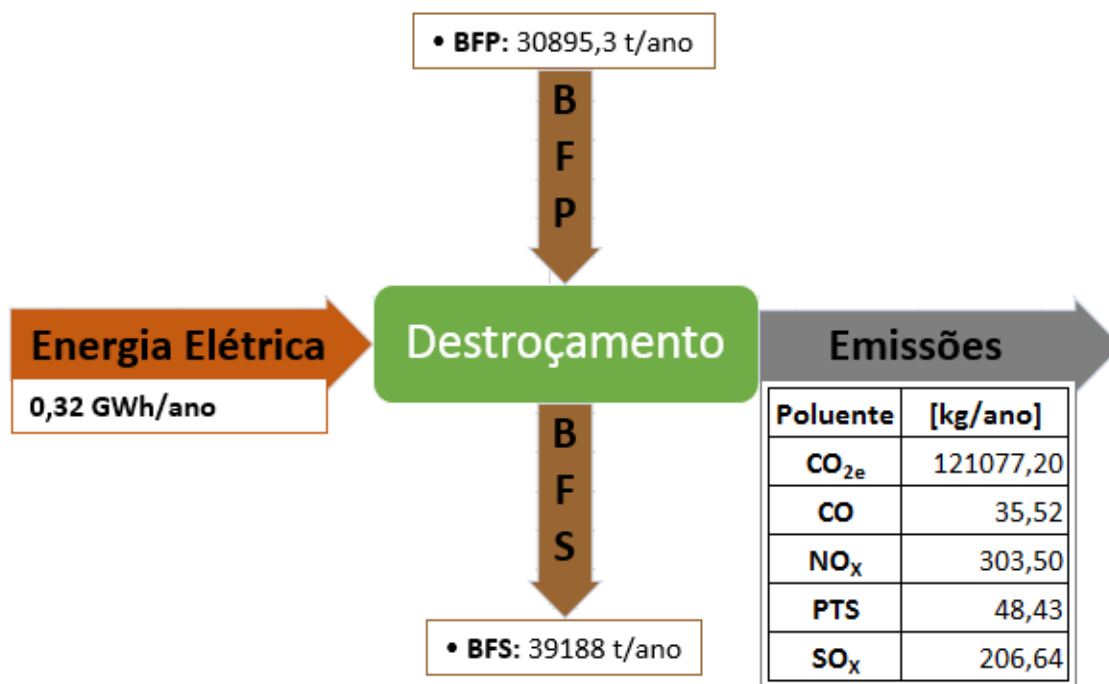 • BFP: 30895,3 t/ano
B
F
P
Energia Elétrica
0,32 GWh/ano
Destroçamento
Emissões
Poluente [kg/ano]
CO2e 121077,20
CO 35,52
NOX 303,50
PTS 48,43
SOX 206,64
B
F
S
• BFS: 39188 t/ano